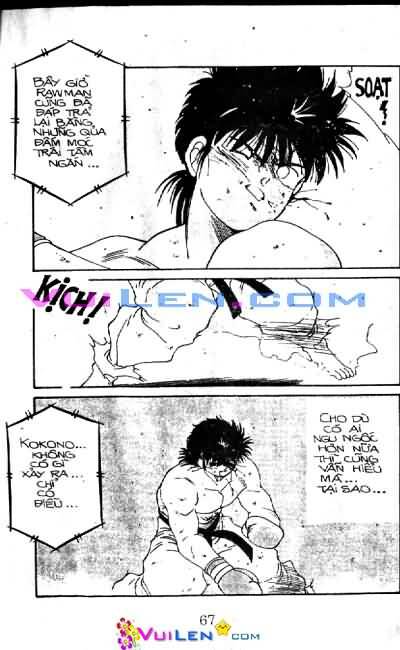 BÂY GIỜ
RAWMAN
CŨNG ĐÃ
ĐÁP TRẢ
LẠI BẰNG
NHỮNG QUẢ
ĐẤM MÓC
TRÁI TẦM
NGẮN ...
SOẠT
KỊCH!
VUILEN.COM
CHO DÙ
CÓ AI
NGU NGỐC
HƠN NỮA
THÌ CŨNG
VẪN HIỂU
MÀ...
TẠI SAO...
KOKONO...
KHÔNG
CÓ GÌ
XẢY RA...
CHỈ
CÓ
ĐIỀU...
67
VUILEN.COM